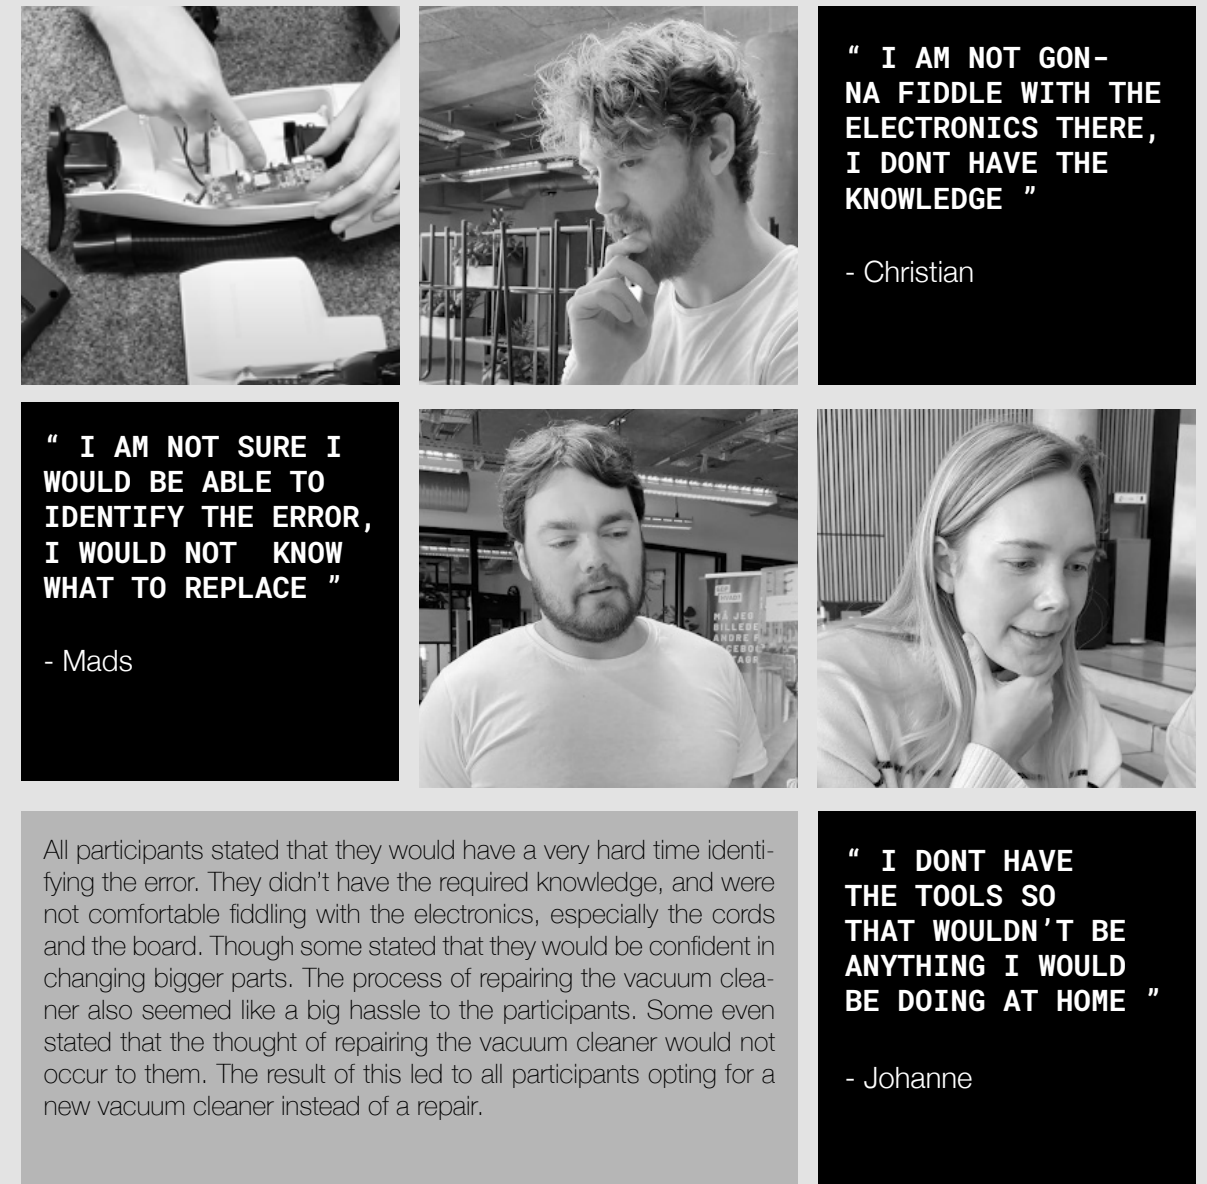 “ I AM NOT GON-
NA FIDDLE WITH THE
ELECTRONICS THERE,
I DONT HAVE THE
KNOWLEDGE ”
- Christian
“ I AM NOT SURE I
WOULD BE ABLE TO
IDENTIFY THE ERROR,
I WOULD NOT  KNOW
WHAT TO REPLACE ”
- Mads
MÅ JEG
BILLEDE
ANDRE
All participants stated that they would have a very hard time identi-
fying the error. They didn’t have the required knowledge, and were
not comfortable fiddling with the electronics, especially the cords
and the board. Though some stated that they would be confident in
changing bigger parts. The process of repairing the vacuum clea-
ner also seemed like a big hassle to the participants. Some even
stated that the thought of repairing the vacuum cleaner would not
occur to them. The result of this led to all participants opting for a
new vacuum cleaner instead of a repair.
“ I DONT HAVE
THE TOOLS SO
THAT WOULDN’T BE
ANYTHING I WOULD
BE DOING AT HOME ”
- Johanne